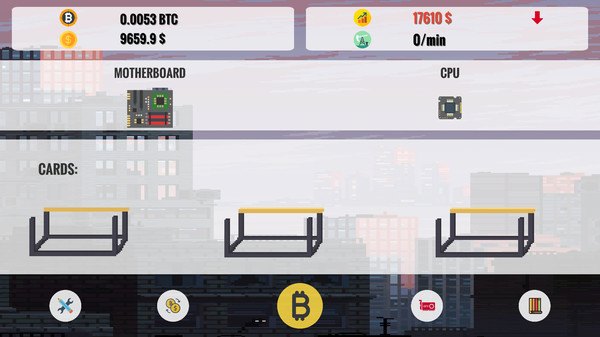 0.0053 BTC
9659.9 $
17610 $
0/min
MOTHERBOARD
CPU
CARDS: